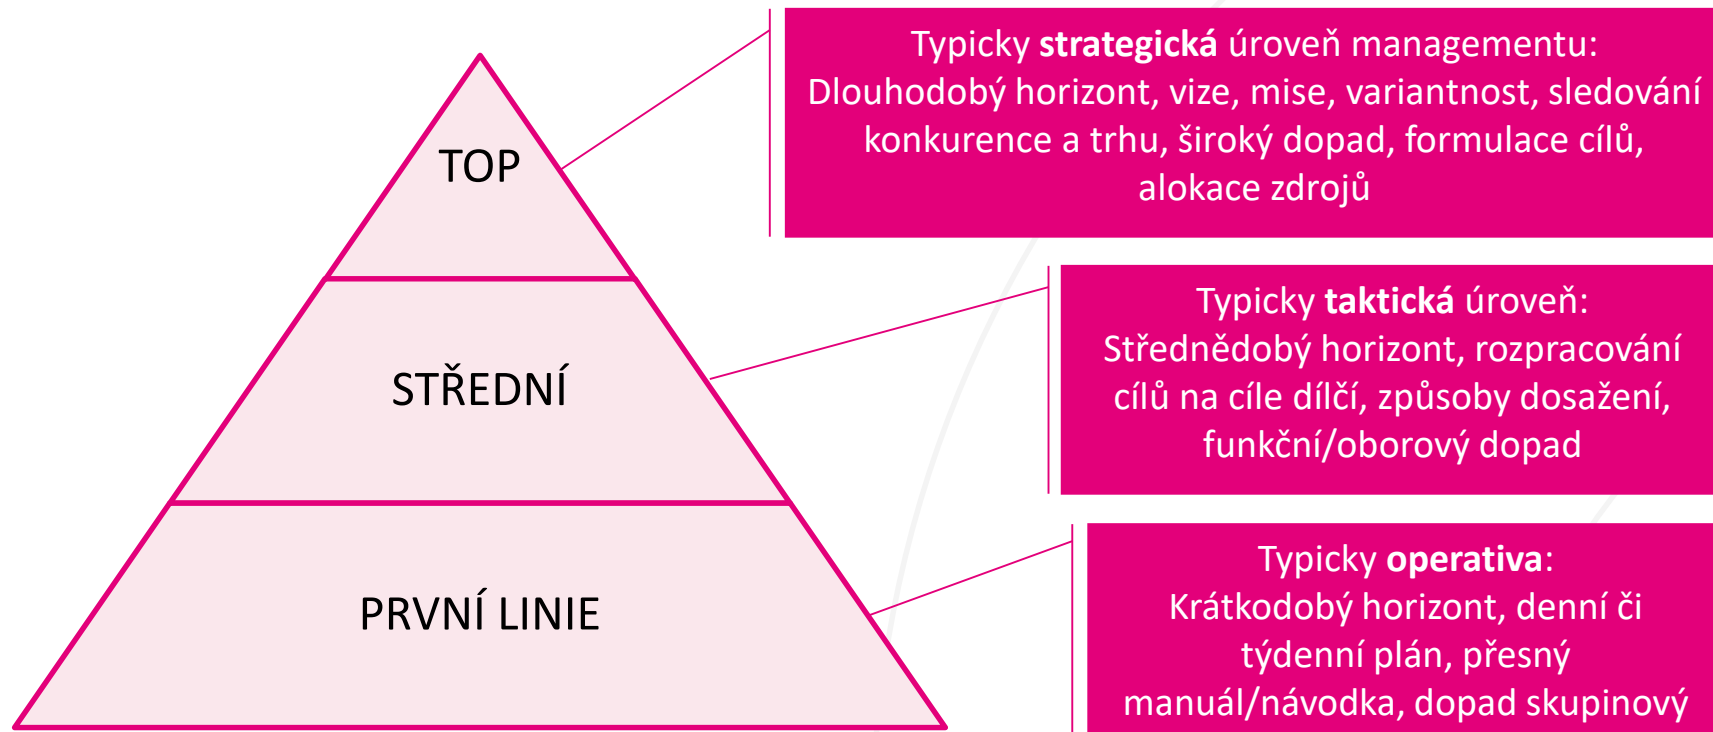 TOP
Typicky strategická úroveň managementu:
Dlouhodobý horizont, vize, mise, variantnost, sledování
konkurence a trhu, široký dopad, formulace cílů,
alokace zdrojů
STŘEDNÍ
Typicky taktická úroveň:
Střednědobý horizont, rozpracování
cílů na cíle dílčí, způsoby dosažení,
funkční/oborový dopad
PRVNÍ LINIE
Typicky operativa:
Krátkodobý horizont, denní či
týdenní plán, přesný
manuál/návodka, dopad skupinový